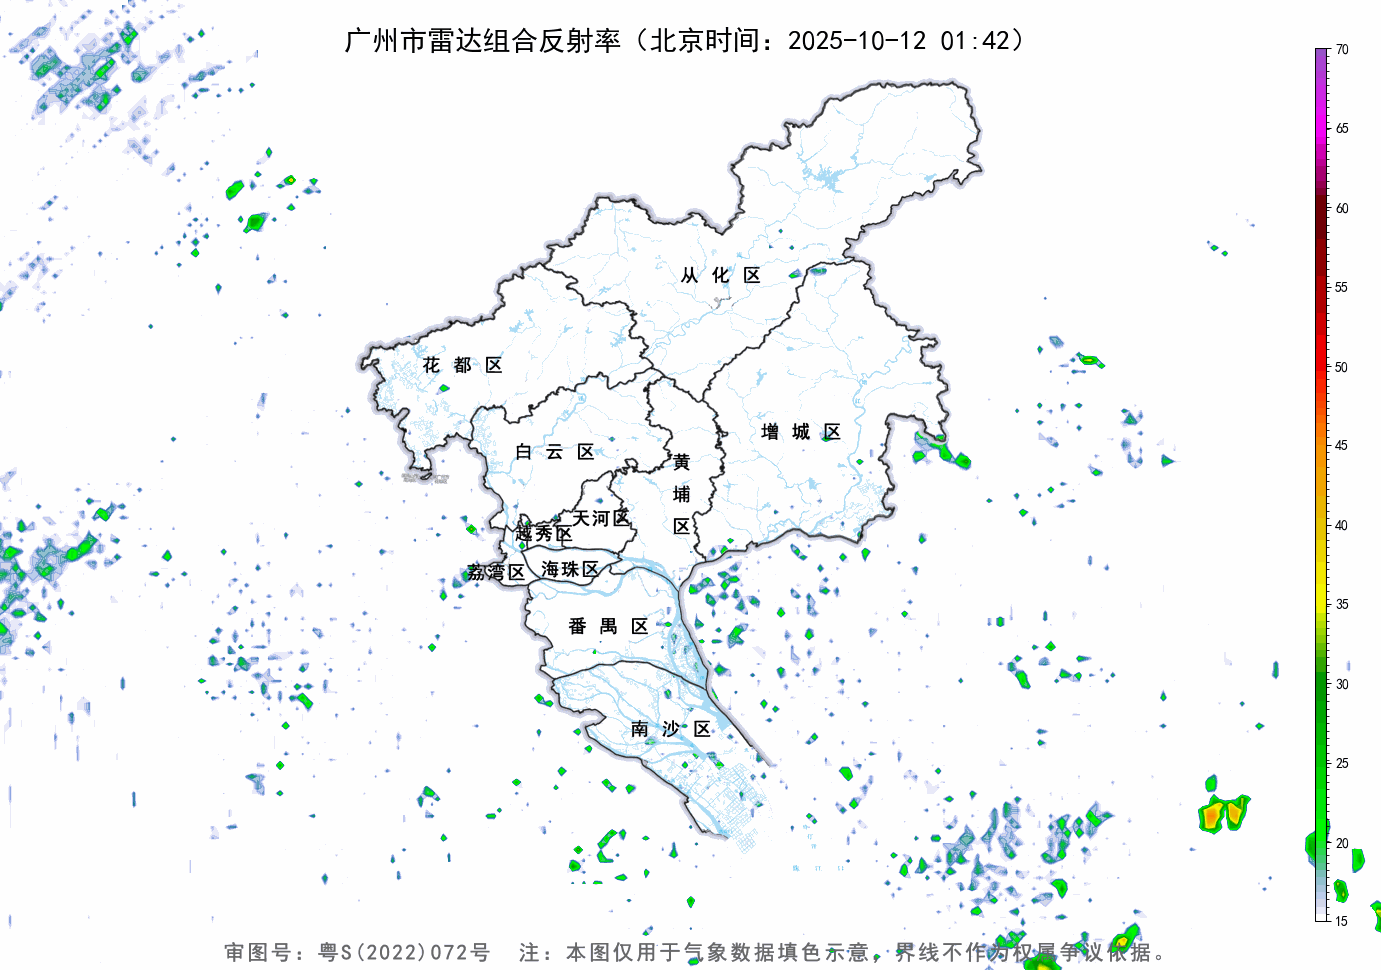 广州市雷达组合反射率（北京时间：2025-10-12 01:42）
70
65
60
55
50
45
40
35
30
25
20
15
从化区
花都区
增城区
白云区
黄埔区
天河区
越秀区
荔湾区
海珠区
番禺区
南沙区
审图号：粤S(2022)072号 注：本图仅用于气象数据填色示意，界线不作为权属争议依据。